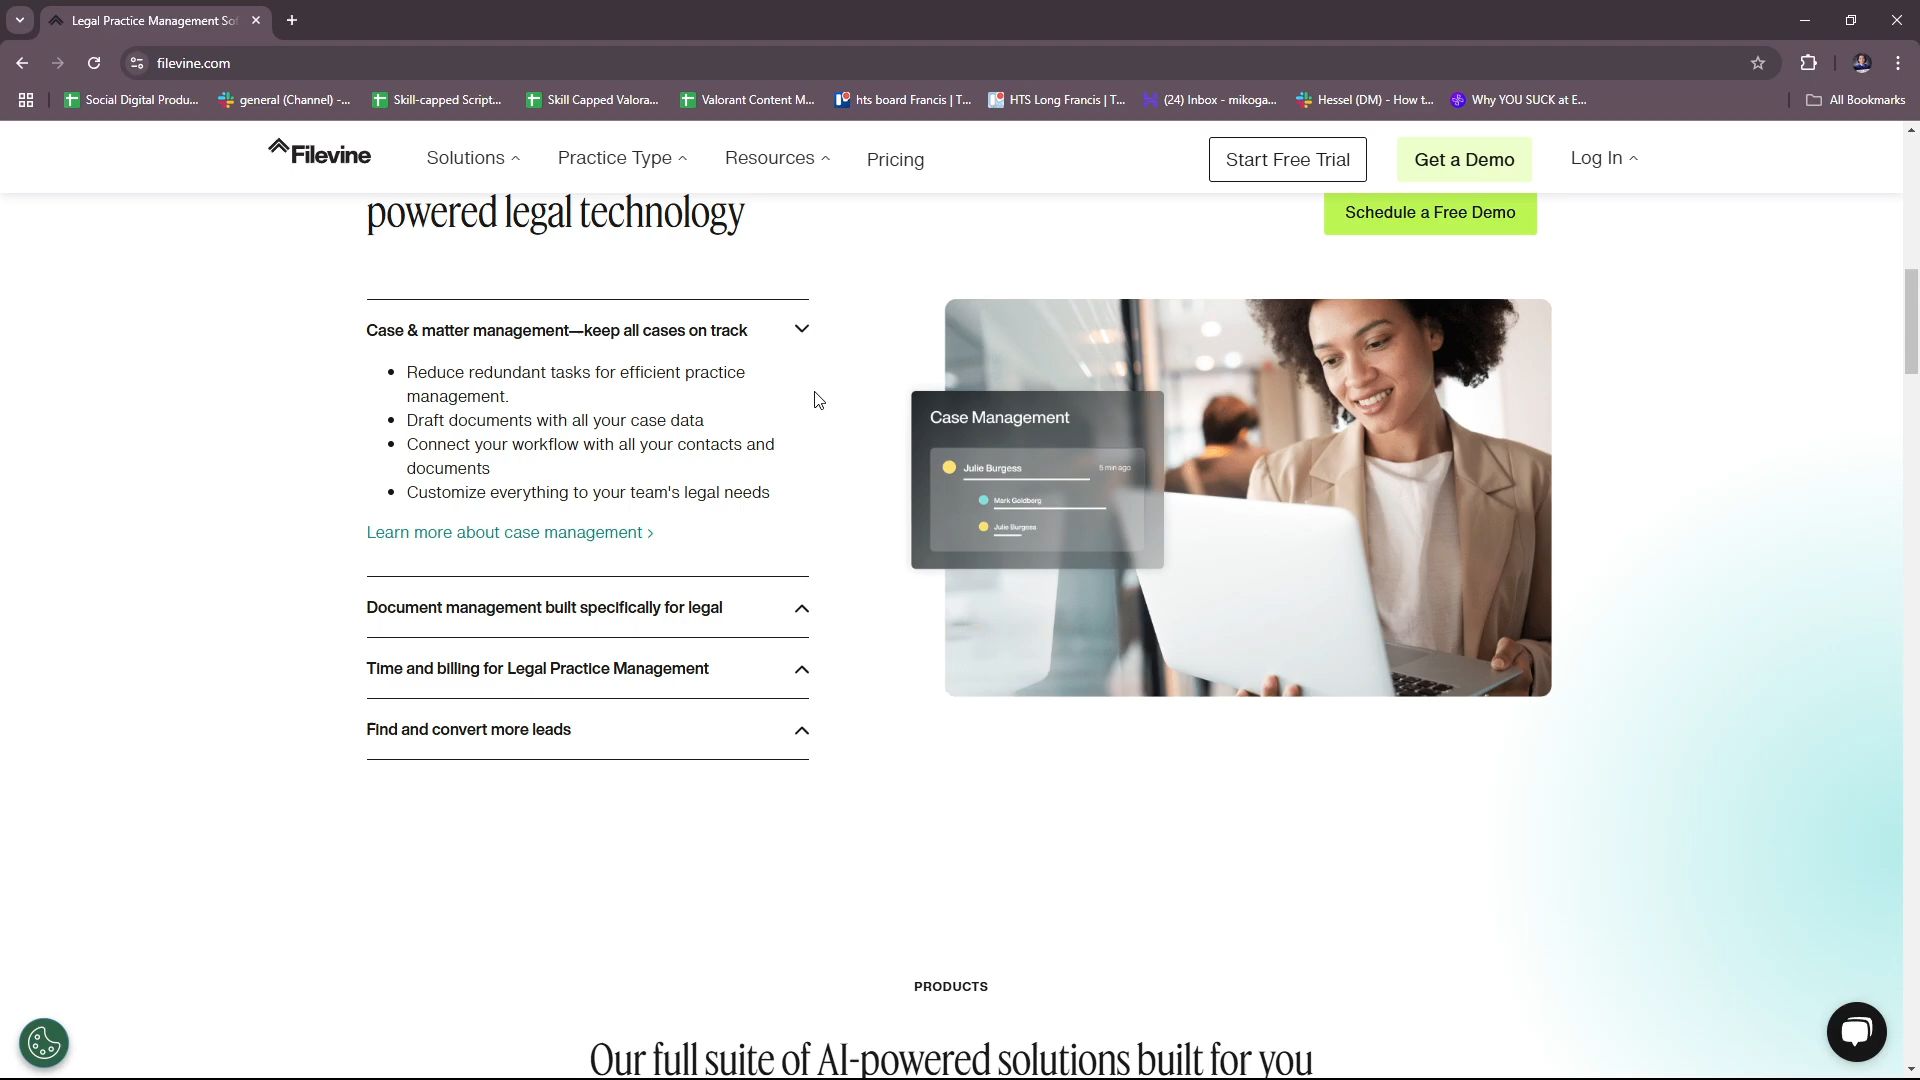 Legal Practice Management So
filevine.com
Social Digital Produ...
general (Channel) -...
Skill-capped Script...
Skill Capped Valora...
Valorant Content M...
hts board Francis | T...
HTS Long Francis | T...
(24) Inbox - mikoga...
Hessel (DM) - How t...
Why YOU SUCK at E...
All Bookmarks
Filevine
Solutions
Practice Type
Resources
Pricing
Start Free Trial
Get a Demo
Log In
powered legal technology
Schedule a Free Demo
Case & matter management—keep all cases on track
Reduce redundant tasks for efficient practice
management.
Draft documents with all your case data
Connect your workflow with all your contacts and
documents
Customize everything to your team's legal needs
Learn more about case management >
Case Management
Julie Burgess
5 min ago
Mark Goldberg
Julie Burgess
Document management built specifically for legal
Time and billing for Legal Practice Management
Find and convert more leads
PRODUCTS
Our full suite of AI-powered solutions built for you